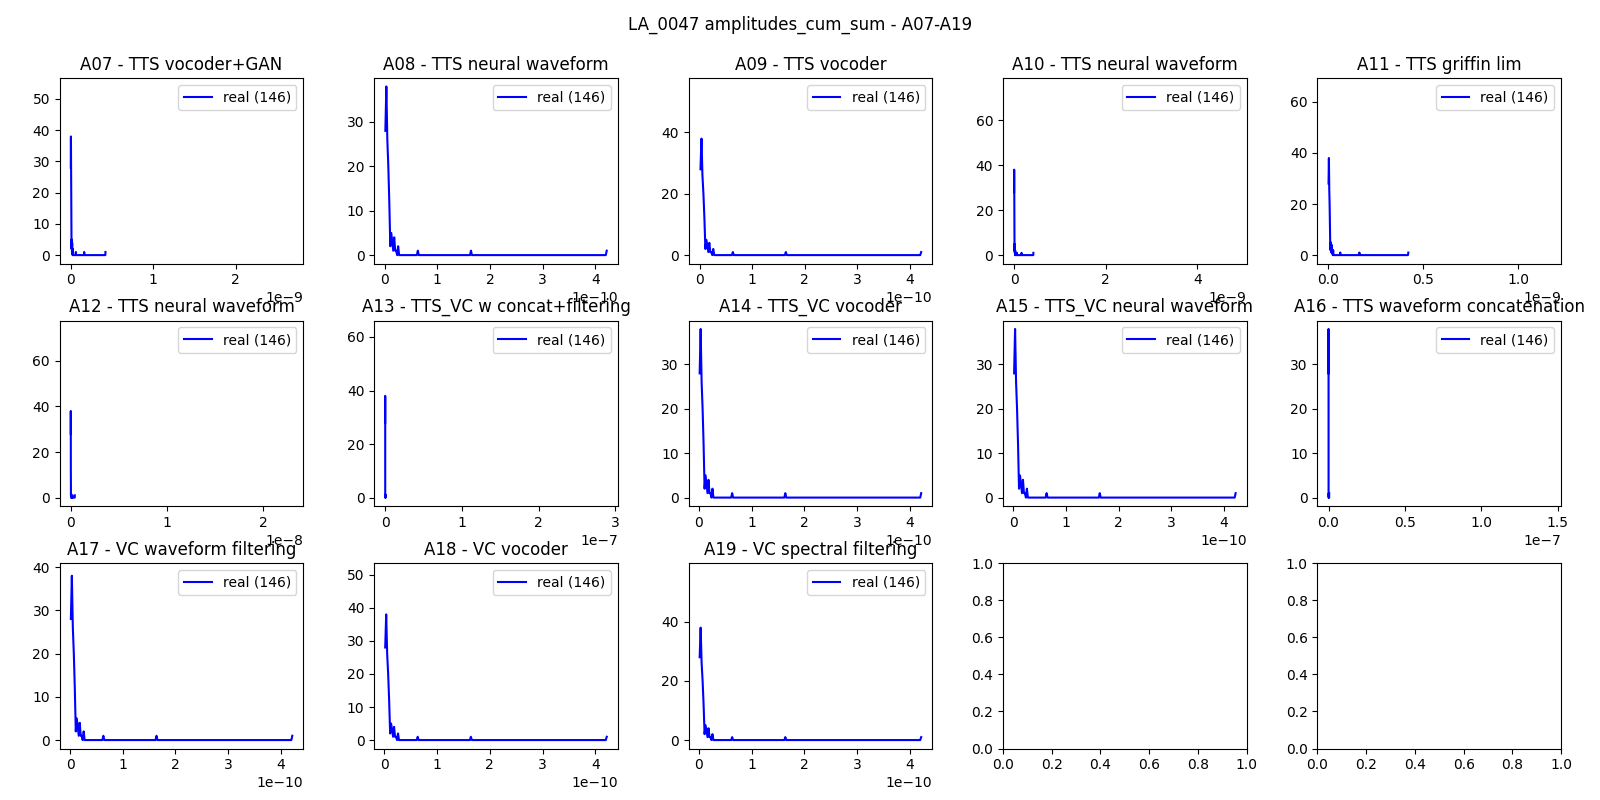 LA_0047 amplitudes_cum_sum - A07-A19
A07 - TTS vocoder+GAN
real (146)
50
40
30
20
10
0
0 1 2
1e−9
A08 - TTS neural waveform
real (146)
30
20
10
0
0 1 2 3 4
1e−10
A09 - TTS vocoder
real (146)
40
20
0
0 1 2 3 4
1e−10
A10 - TTS neural waveform
real (146)
60
40
20
0
0 2 4
1e−9
A11 - TTS griffin lim
real (146)
60
40
20
0
0.0 0.5 1.0
1e−9
A12 - TTS neural waveform
real (146)
60
40
20
0
0 1 2
1e−8
A13 - TTS_VC w concat+filtering
real (146)
60
40
20
0
0 1 2 3
1e−7
A14 - TTS_VC vocoder
real (146)
30
20
10
0
0 1 2 3 4
1e−10
A15 - TTS_VC neural waveform
real (146)
30
20
10
0
0 1 2 3 4
1e−10
A16 - TTS waveform concatenation
real (146)
30
20
10
0
0.0 0.5 1.0 1.5
1e−7
A17 - VC waveform filtering
real (146)
40
30
20
10
0
0 1 2 3 4
1e−10
A18 - VC vocoder
real (146)
50
40
30
20
10
0
0 1 2 3 4
1e−10
A19 - VC spectral filtering
real (146)
40
20
0
0 1 2 3 4
1e−10
1.0
0.8
0.6
0.4
0.2
0.0
0.0 0.2 0.4 0.6 0.8 1.0
1.0
0.8
0.6
0.4
0.2
0.0
0.0 0.2 0.4 0.6 0.8 1.0